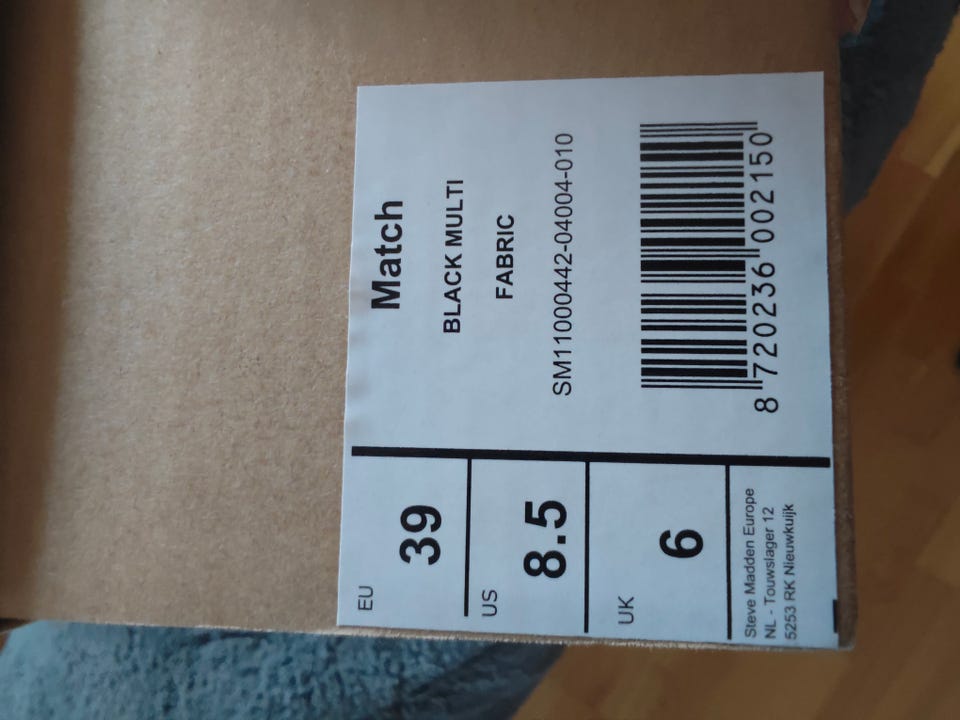 Match
BLACK MULTI
FABRIC
SM11000442-04004-010
8 720236 002150
EU
39
US
8.5
UK
6
Steve Madden Europe
NL - Touwslager 12
5253 RK Nieuwkuijk